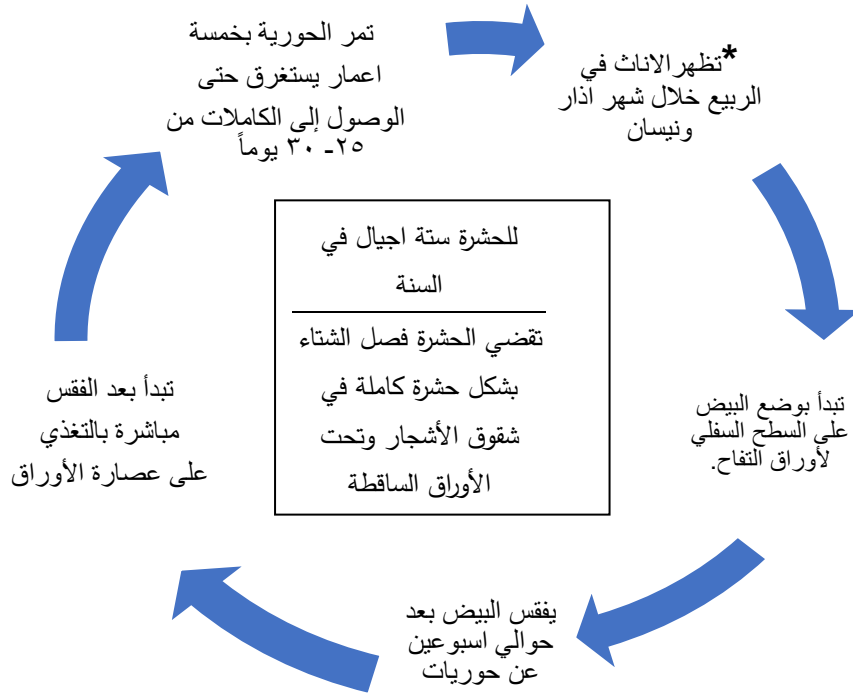 *تظهر الاناث في
الربيع خلال شهر اذار
ونيسان
تبدأ بوضع البيض
على السطح السفلي
لأوراق التفاح.
يفقس البيض بعد
حوالي اسبوعين
عن حوريات
تبدأ بعد الفقس
مباشرة بالتغذي
على عصارة الأوراق
تمر الحورية بخمسة
اعمار يستغرق حتى
الوصول إلى الكاملات من
٢٥- ٣٠ يوماً
للحشرة ستة اجيال في
السنة
تقضي الحشرة فصل الشتاء
بشكل حشرة كاملة في
شقوق الأشجار وتحت
الأوراق الساقطة